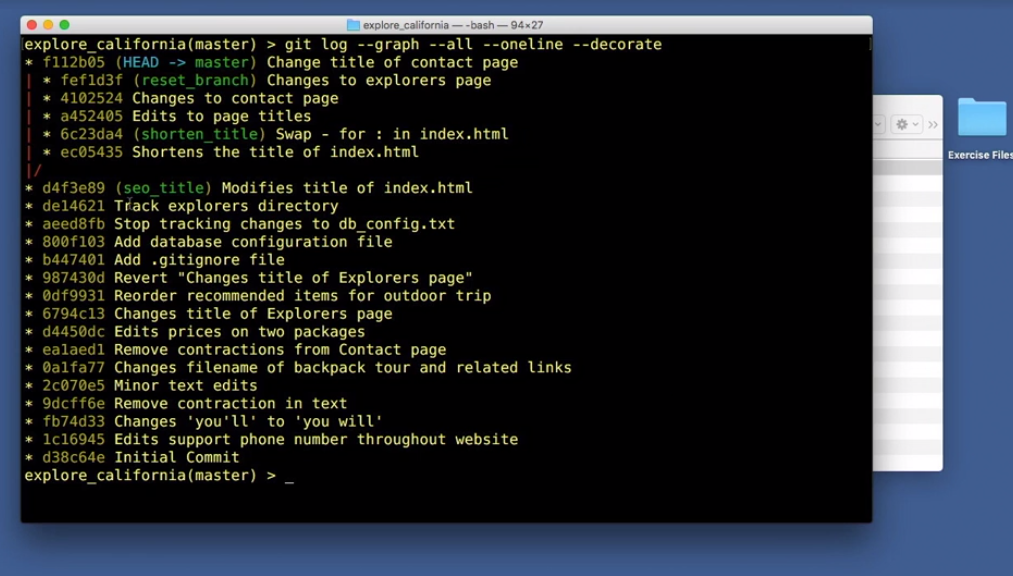 explore_california — -bash — 94×27
explore_california(master) > git log --graph --all --oneline --decorate
* f112b05 (HEAD -> master) Change title of contact page
| * fef1d3f (reset_branch) Changes to explorers page
| * 4102524 Changes to contact page
| * a452405 Edits to page titles
| * 6c23da4 (shorten_title) Swap - for : in index.html
| * ec05435 Shortens the title of index.html
|/
* d4f3e89 (seo_title) Modifies title of index.html
* de14621 Track explorers directory
* aeed8fb Stop tracking changes to db_config.txt
* 800f103 Add database configuration file
* b447401 Add .gitignore file
* 987430d Revert "Changes title of Explorers page"
* 0df9931 Reorder recommended items for outdoor trip
* 6794c13 Changes title of Explorers page
* d4450dc Edits prices on two packages
* ea1aed1 Remove contractions from Contact page
* 0a1fa77 Changes filename of backpack tour and related links
* 2c070e5 Minor text edits
* 9dcff6e Remove contraction in text
* fb74d33 Changes 'you'll' to 'you will'
* 1c16945 Edits support phone number throughout website
* d38c64e Initial Commit
explore_california(master) > _
Exercise Files